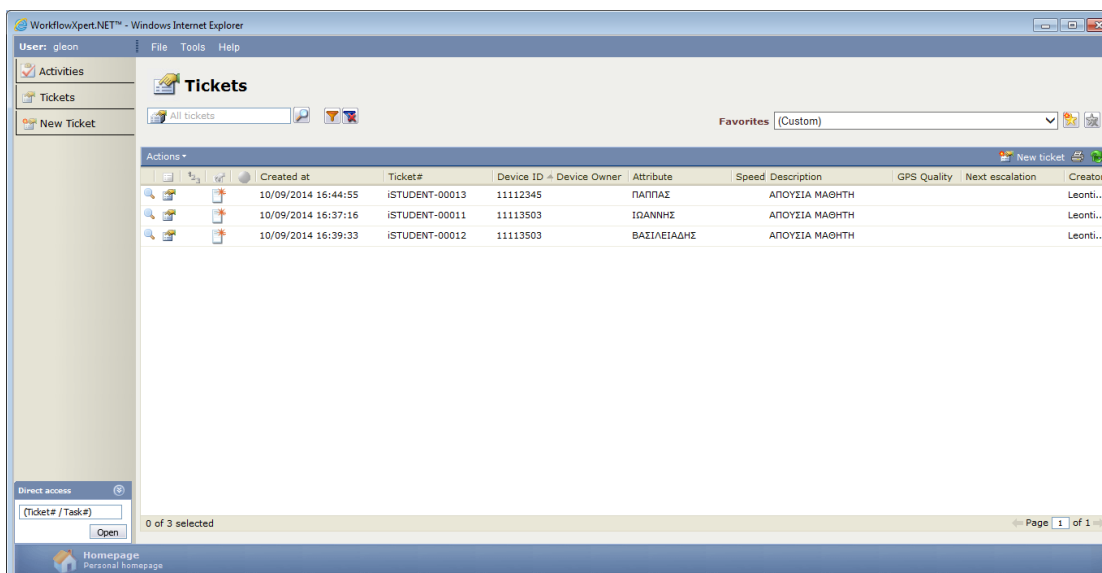 WorkflowXpert.NET™ - Windows Internet Explorer
User: gleon File Tools Help
Activities
Tickets
New Ticket
Tickets
All tickets
Favorites (Custom)
Actions New ticket
Created at Ticket# Device ID Device Owner Attribute Speed Description GPS Quality Next escalation Creator
10/09/2014 16:44:55 iSTUDENT-00013 11112345 ΠΑΠΠΑΣ ΑΠΟΥΣΙΑ ΜΑΘΗΤΗ Leonti..
10/09/2014 16:37:16 iSTUDENT-00011 11113503 ΙΩΑΝΝΗΣ ΑΠΟΥΣΙΑ ΜΑΘΗΤΗ Leonti..
10/09/2014 16:39:33 iSTUDENT-00012 11113503 ΒΑΣΙΛΕΙΑΔΗΣ ΑΠΟΥΣΙΑ ΜΑΘΗΤΗ Leonti..
Direct access
(Ticket# / Task#)
Open
0 of 3 selected Page 1 of 1
Homepage
Personal homepage